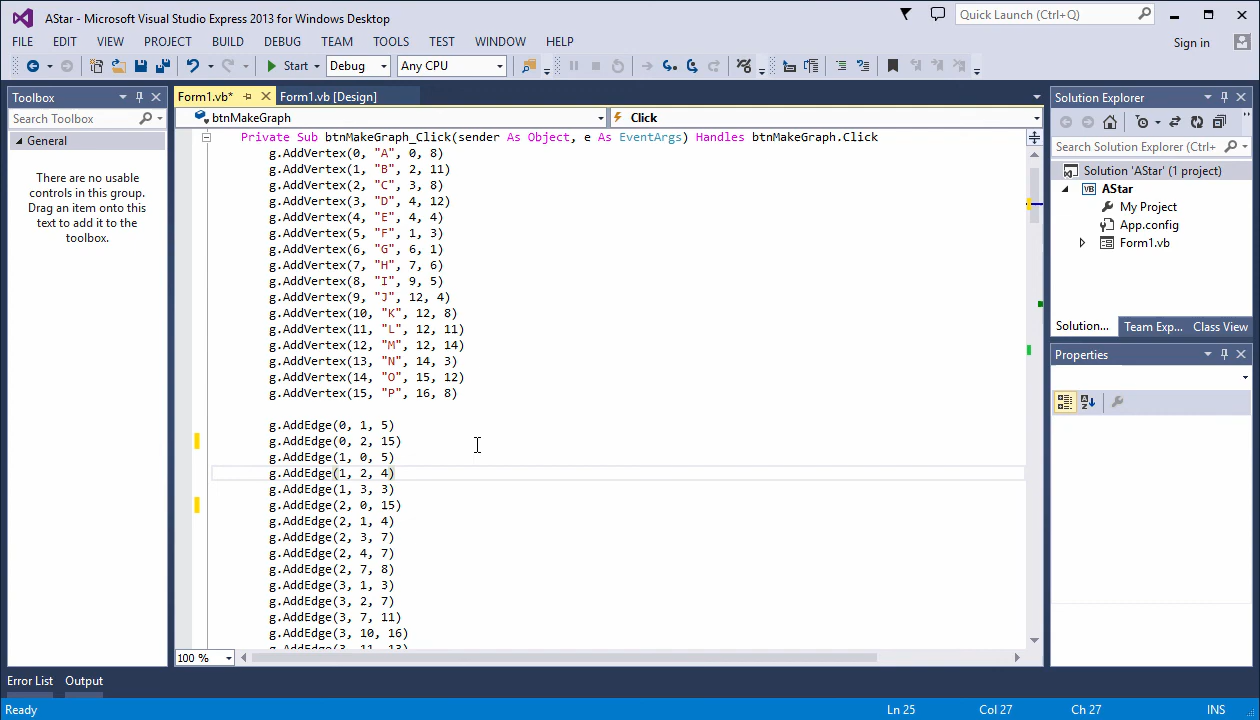 AStar - Microsoft Visual Studio Express 2013 for Windows Desktop
Quick Launch (Ctrl+Q)
FILE EDIT VIEW PROJECT BUILD DEBUG TEAM TOOLS TEST WINDOW HELP
Sign in
Start Debug Any CPU
Toolbox
Search Toolbox
General
There are no usable
controls in this group.
Drag an item onto this
text to add it to the
toolbox.
Form1.vb* Form1.vb [Design]
btnMakeGraph Click
Private Sub btnMakeGraph_Click(sender As Object, e As EventArgs) Handles btnMakeGraph.Click
g.AddVertex(0, "A", 0, 8)
g.AddVertex(1, "B", 2, 11)
g.AddVertex(2, "C", 3, 8)
g.AddVertex(3, "D", 4, 12)
g.AddVertex(4, "E", 4, 4)
g.AddVertex(5, "F", 1, 3)
g.AddVertex(6, "G", 6, 1)
g.AddVertex(7, "H", 7, 6)
g.AddVertex(8, "I", 9, 5)
g.AddVertex(9, "J", 12, 4)
g.AddVertex(10, "K", 12, 8)
g.AddVertex(11, "L", 12, 11)
g.AddVertex(12, "M", 12, 14)
g.AddVertex(13, "N", 14, 3)
g.AddVertex(14, "O", 15, 12)
g.AddVertex(15, "P", 16, 8)
g.AddEdge(0, 1, 5)
g.AddEdge(0, 2, 15)
g.AddEdge(1, 0, 5)
g.AddEdge(1, 2, 4)
g.AddEdge(1, 3, 3)
g.AddEdge(2, 0, 15)
g.AddEdge(2, 1, 4)
g.AddEdge(2, 3, 7)
g.AddEdge(2, 4, 7)
g.AddEdge(2, 7, 8)
g.AddEdge(3, 1, 3)
g.AddEdge(3, 2, 7)
g.AddEdge(3, 7, 11)
g.AddEdge(3, 10, 16)
g.AddEdge(3, 11, 13)
100 %
Solution Explorer
Search Solution Explorer (Ctrl+
Solution 'AStar' (1 project)
VB AStar
My Project
App.config
Form1.vb
Solution... Team Exp... Class View
Properties
Error List Output
Ready Ln 25 Col 27 Ch 27 INS